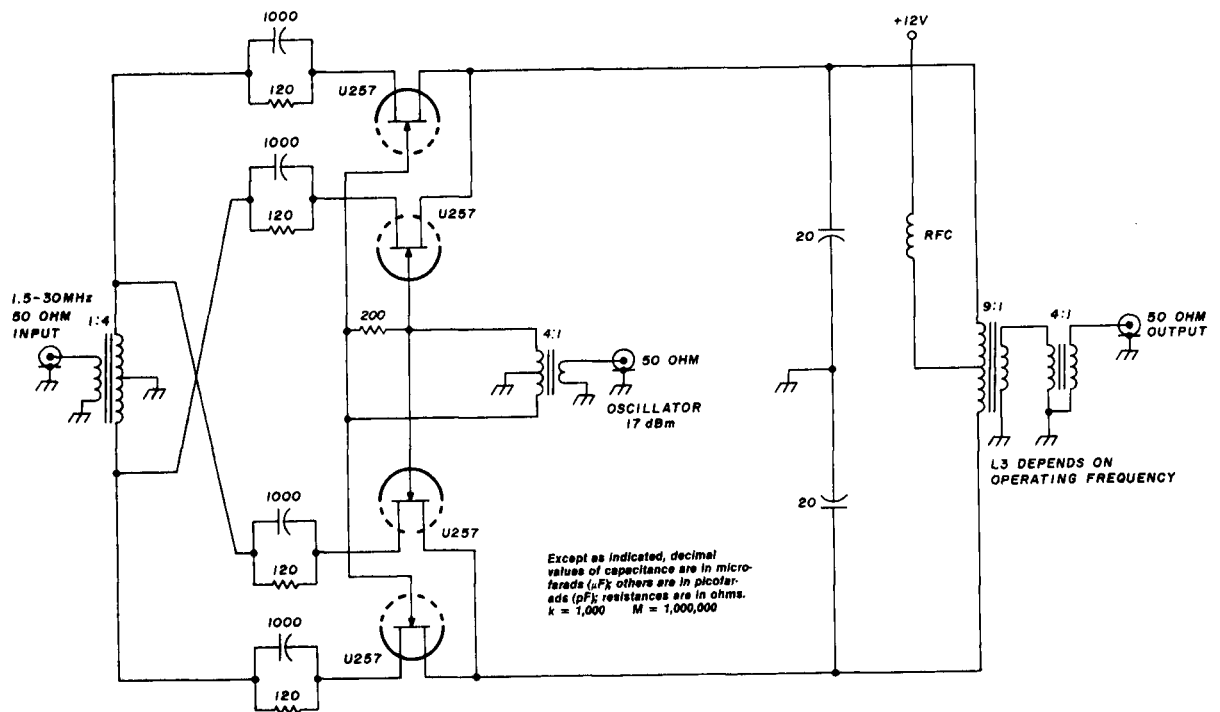 1000
120
U257
+12V
1000
120
U257
20
RFC
1.5-30MHz
50 OHM
INPUT
1:4
200
4:1
50 OHM
OSCILLATOR
17 dBm
9:1
4:1
50 OHM
OUTPUT
L3 DEPENDS ON
OPERATING FREQUENCY
1000
120
U257
20
Except as indicated, decimal
values of capacitance are in micro-
farads (μF); others are in picofar-
ads (pF); resistances are in ohms.
k = 1,000 M = 1,000,000
1000
120
U257